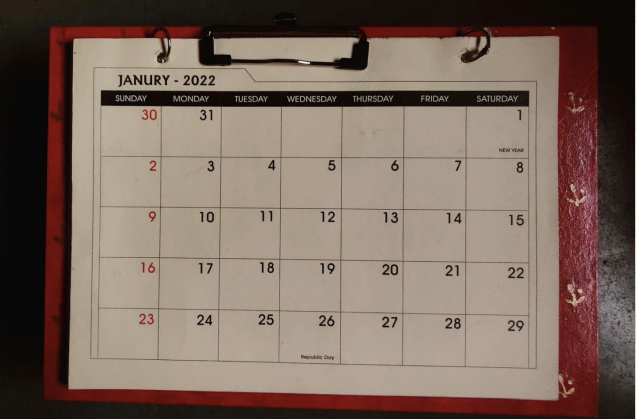 JANURY - 2022
SUNDAY MONDAY TUESDAY WEDNESDAY THURSDAY FRIDAY SATURDAY
30 31 1
NEW YEAR
2 3 4 5 6 7 8
9 10 11 12 13 14 15
16 17 18 19 20 21 22
23 24 25 26 27 28 29
Republic Day